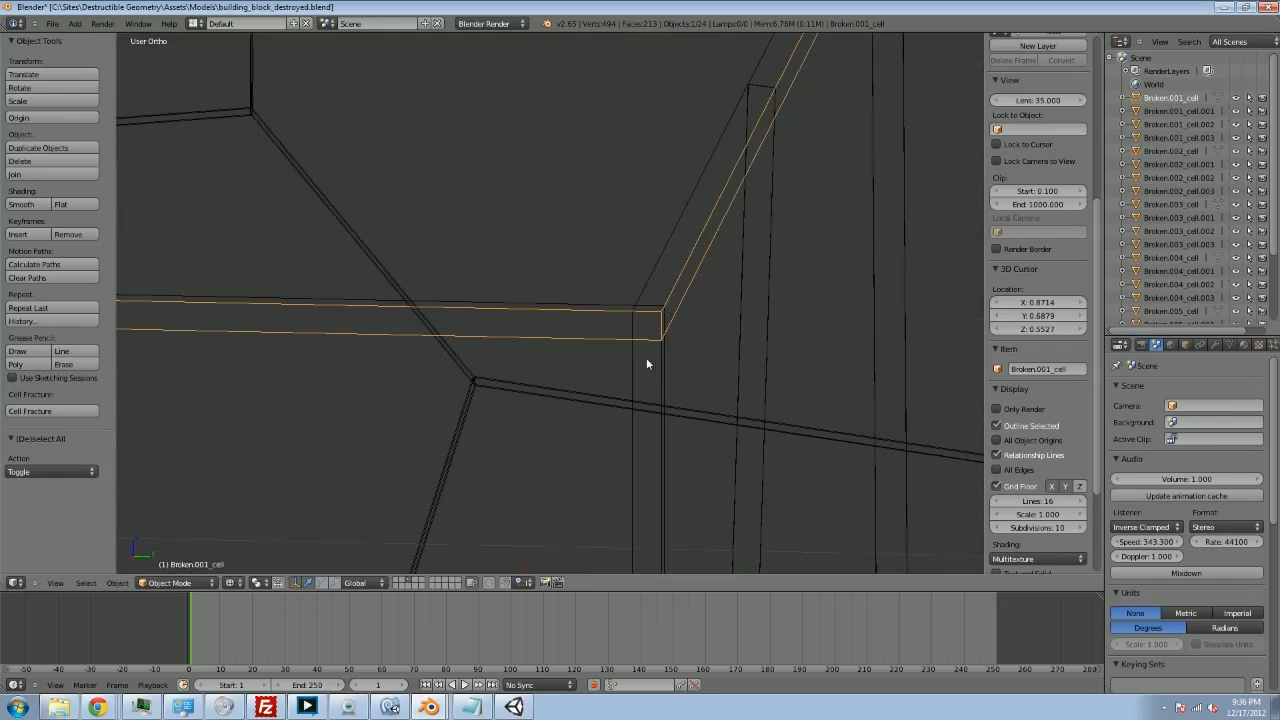 Blender* [C:\Sites\Destructible Geometry\Assets\Models\building_block_destroyed.blend]
File Add Render Window Help Default Scene Blender Render v2.65 | Verts:494 | Faces:213 | Objects:1/24 | Lamps:0/0 | Mem:6.76M (0.11M) | Broken.001_cell
Object Tools
Transform:
Translate
Rotate
Scale
Origin
Object:
Duplicate Objects
Delete
Join
Shading:
Smooth Flat
Keyframes:
Insert Remove
Motion Paths:
Calculate Paths
Clear Paths
Repeat:
Repeat Last
History...
Grease Pencil:
Draw Line
Poly Erase
Use Sketching Sessions
Cell Fracture:
Cell Fracture
(De)select All
Action
Toggle
User Ortho
(1) Broken.001_cell
New Layer
Delete Frame Convert
View
Lens: 35.000
Lock to Object:
Lock to Cursor
Lock Camera to View
Clip:
Start: 0.100
End: 1000.000
Local Camera:
Render Border
3D Cursor
Location:
X: 0.8714
Y: 0.6879
Z: 0.5527
Item
Broken.001_cell
Display
Only Render
Outline Selected
All Object Origins
Relationship Lines
All Edges
Grid Floor X Y Z
Lines: 16
Scale: 1.000
Subdivisions: 10
Shading:
Multitexture
Textured Solid
View Search All Scenes
Scene
RenderLayers
World
Broken.001_cell
Broken.001_cell.001
Broken.001_cell.002
Broken.001_cell.003
Broken.002_cell
Broken.002_cell.001
Broken.002_cell.002
Broken.002_cell.003
Broken.003_cell
Broken.003_cell.001
Broken.003_cell.002
Broken.003_cell.003
Broken.004_cell
Broken.004_cell.001
Broken.004_cell.002
Broken.004_cell.003
Broken.005_cell
Scene
Scene
Camera:
Background:
Active Clip:
Audio
Volume: 1.000
Update animation cache
Listener: Format:
Inverse Clamped Stereo
Speed: 343.300 Rate: 44100
Doppler: 1.000
Mixdown
Units
None Metric Imperial
Degrees Radians
Scale: 1.000 Separate Units
Keying Sets
View Select Object Object Mode Global
-50 -40 -30 -20 -10 0 10 20 30 40 50 60 70 80 90 100 110 120 130 140 150 160 170 180 190 200 210 220 230 240 250 260 270 280
View Marker Frame Playback Start: 1 End: 250 1 No Sync
9:36 PM
12/17/2012